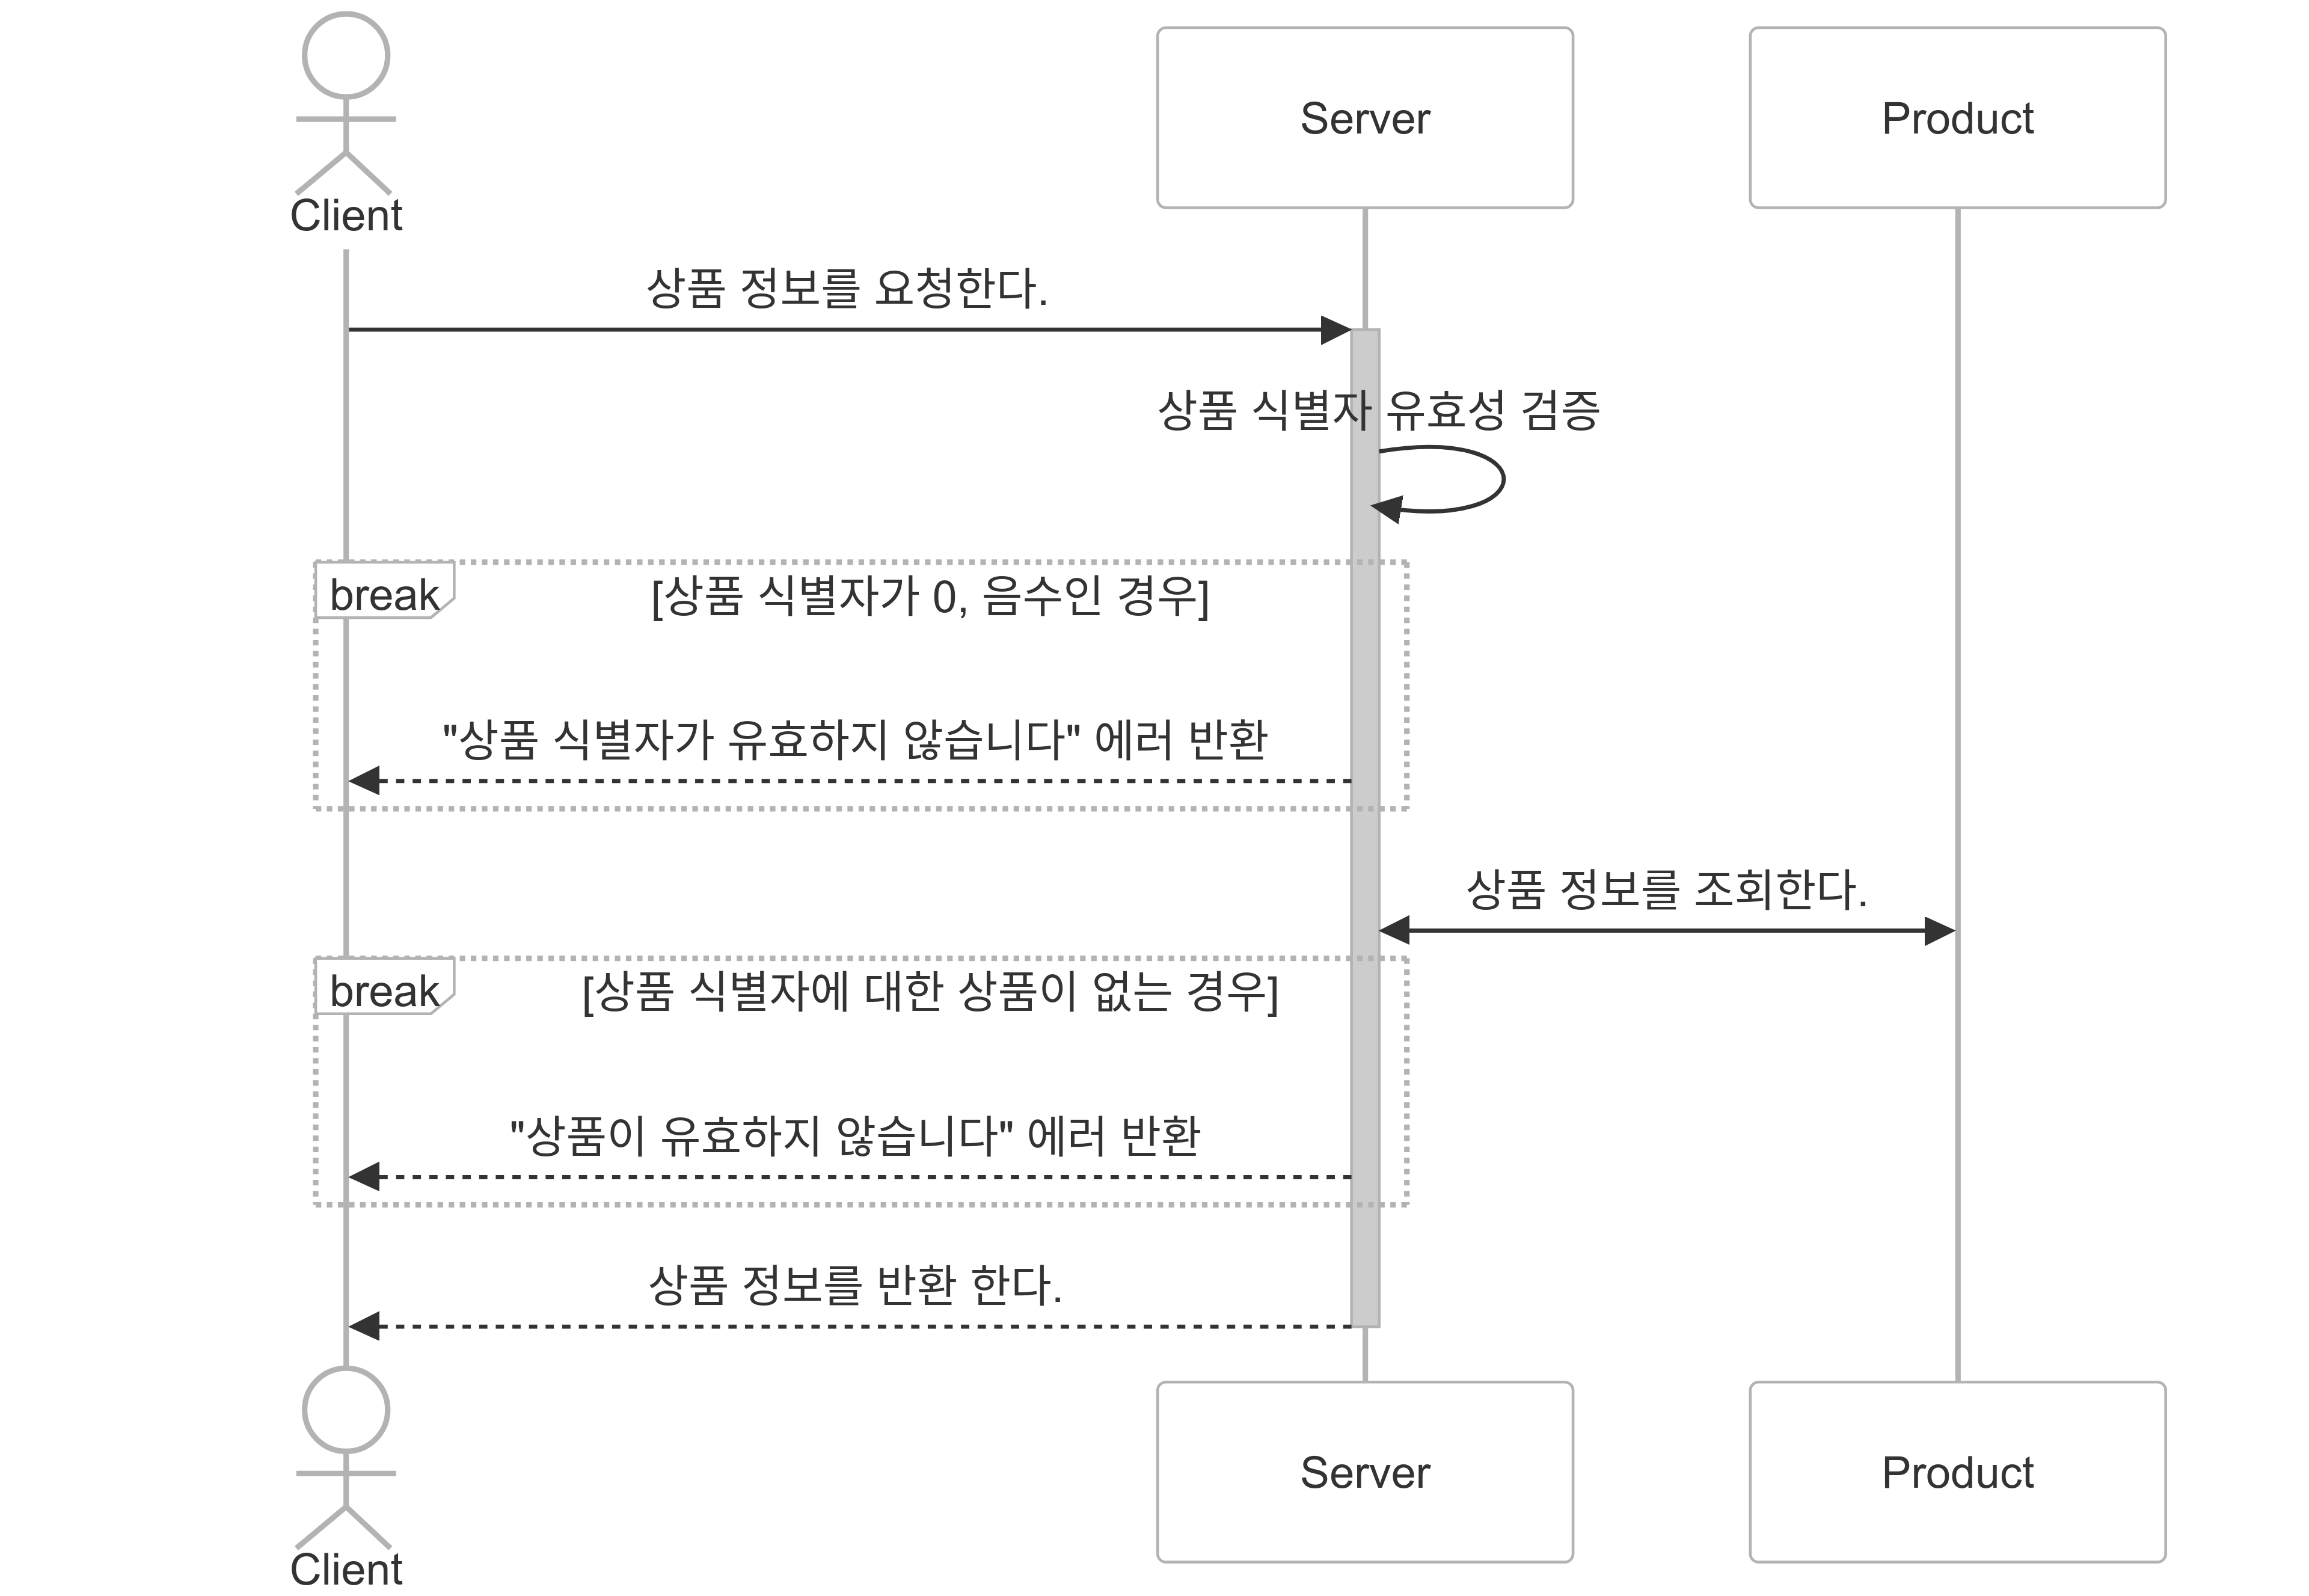 Client
Server
Product
상품 정보를 요청한다.
상품 식별자 유효성 검증
break
[상품 식별자가 0, 음수인 경우]
"상품 식별자가 유효하지 않습니다" 에러 반환
상품 정보를 조회한다.
break
[상품 식별자에 대한 상품이 없는 경우]
"상품이 유효하지 않습니다" 에러 반환
상품 정보를 반환 한다.
Client
Server
Product